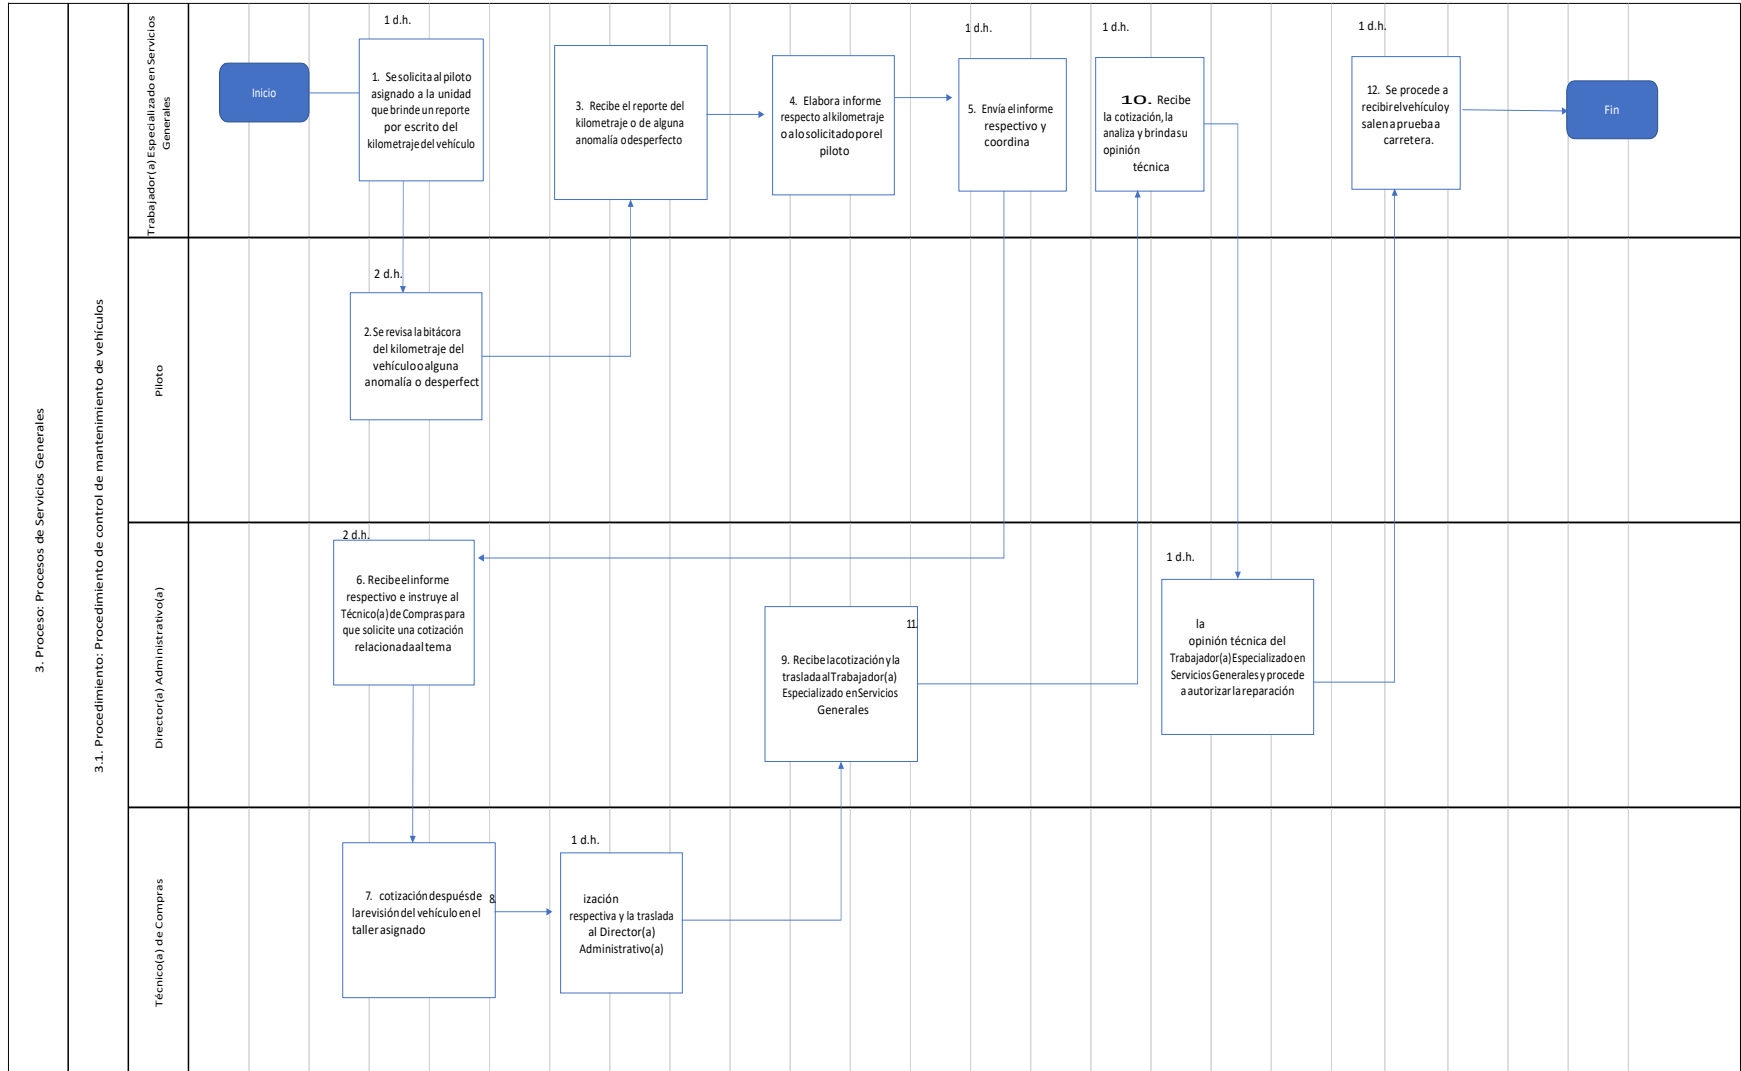 3. Proceso: Procesos de Servicios Generales
3.1. Procedimiento: Procedimiento de control de mantenimiento de vehículos
Trabajador(a) Especializado en Servicios
Generales
Inicio
1 d.h.
1. Se solicita al piloto
asignado a la unidad
que brinde un reporte
por escrito del
kilometraje del vehículo
3. Recibe el reporte del
kilometraje o de alguna
anomalía o desperfecto
4. Elabora informe
respecto al kilometraje
o a lo solicitado por el
piloto
1 d.h.
5. Envía el informe
respectivo y
coordina
1 d.h.
10. Recibe
la cotización, la
analiza y brinda su
opinión
técnica
1 d.h.
12. Se procede a
recibir el vehículo y
salen a prueba a
carretera.
Fin
Piloto
2 d.h.
2. Se revisa la bitácora
del kilometraje del
vehículo o alguna
anomalía o desperfect
Director(a) Administrativo(a)
2 d.h.
6. Recibe el informe
respectivo e instruye al
Técnico(a) de Compras para
que solicite una cotización
relacionada al tema
11.
9. Recibe la cotización y la
traslada al Trabajador(a)
Especializado en Servicios
Generales
1 d.h.
la
opinión técnica del
Trabajador(a) Especializado en
Servicios Generales y procede
a autorizar la reparación
Técnico(a) de Compras
7. cotización después de
la revisión del vehículo en el
taller asignado
8.
1 d.h.
ización
respectiva y la traslada
al Director(a)
Administrativo(a)